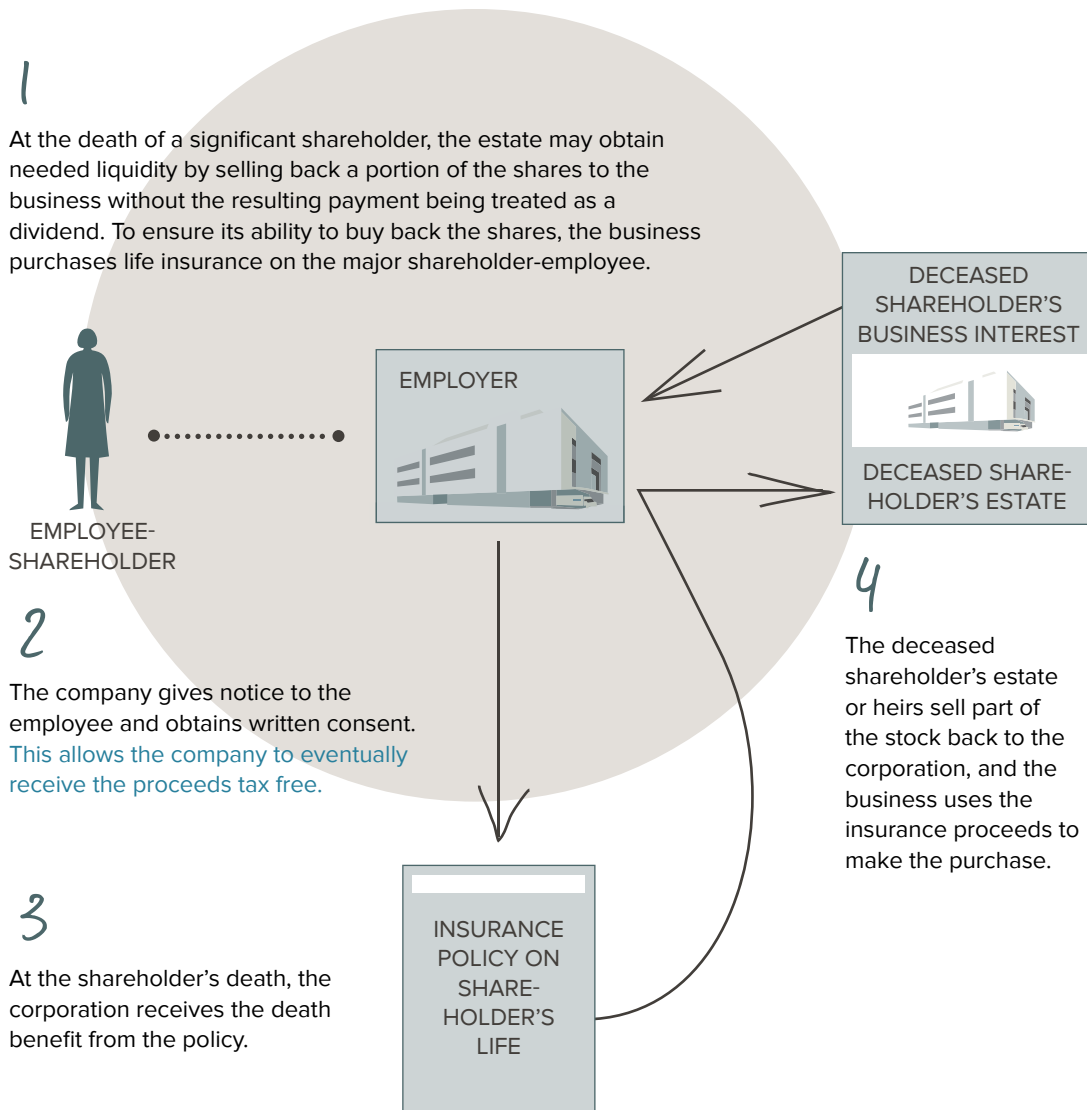 1
At the death of a significant shareholder, the estate may obtain
needed liquidity by selling back a portion of the shares to the
business without the resulting payment being treated as a
dividend. To ensure its ability to buy back the shares, the business
purchases life insurance on the major shareholder-employee.
EMPLOYEE-
SHAREHOLDER
EMPLOYER
DECEASED
SHAREHOLDER’S
BUSINESS INTEREST
DECEASED SHARE-
HOLDER’S ESTATE
2
The company gives notice to the
employee and obtains written consent.
This allows the company to eventually
receive the proceeds tax free.
3
At the shareholder’s death, the
corporation receives the death
benefit from the policy.
INSURANCE
POLICY ON
SHARE-
HOLDER’S
LIFE
4
The deceased
shareholder’s estate
or heirs sell part of
the stock back to the
corporation, and the
business uses the
insurance proceeds to
make the purchase.